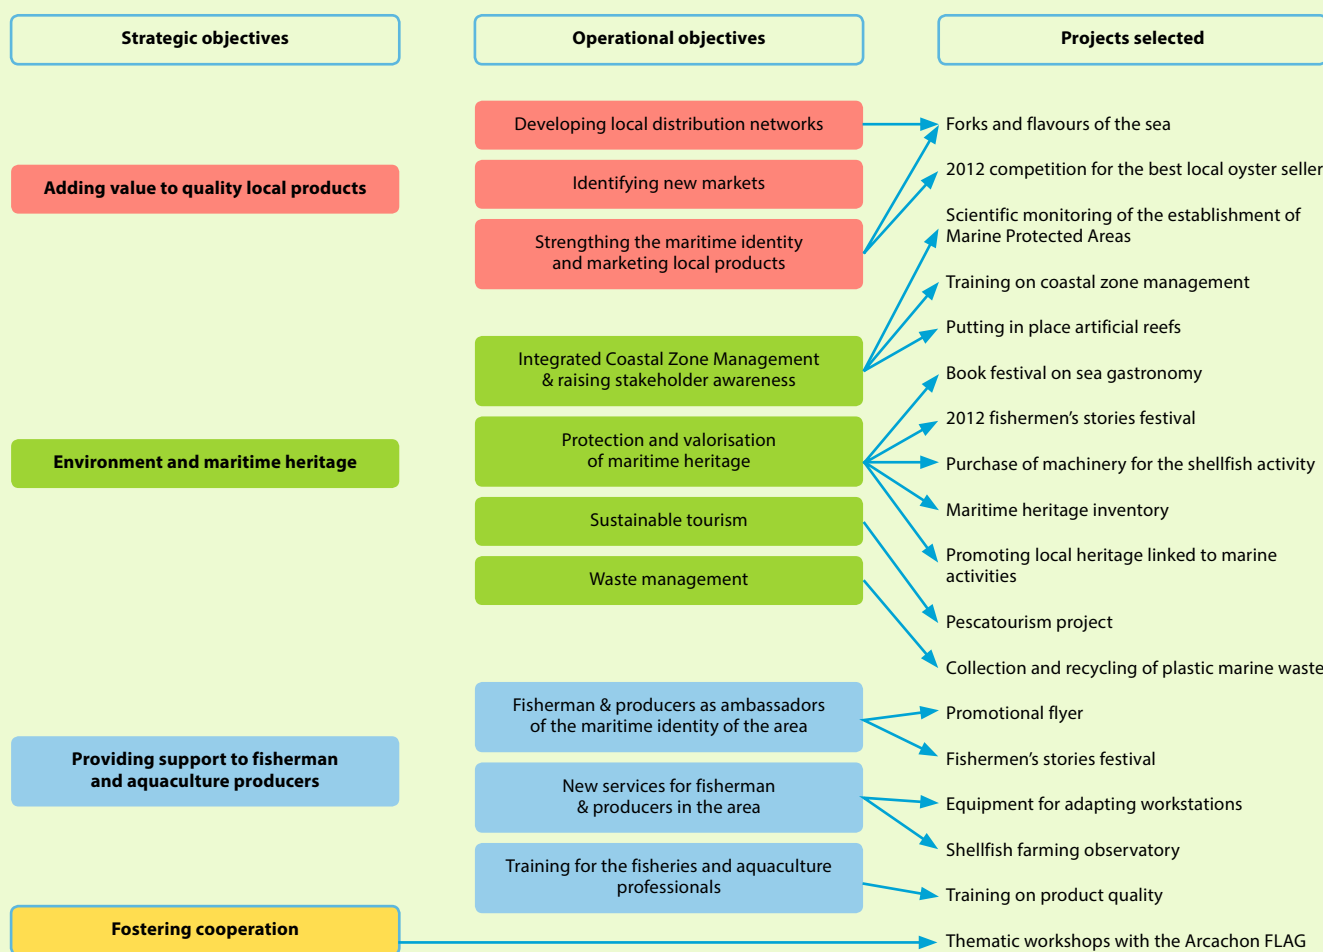 Strategic objectives
Operational objectives
Projects selected
Adding value to quality local products
Environment and maritime heritage
Providing support to fisherman
and aquaculture producers
Fostering cooperation
Developing local distribution networks
Identifying new markets
Strengthing the maritime identity
and marketing local products
Integrated Coastal Zone Management
& raising stakeholder awareness
Protection and valorisation
of maritime heritage
Sustainable tourism
Waste management
Fisherman & producers as ambassadors
of the maritime identity of the area
New services for fisherman
& producers in the area
Training for the fisheries and aquaculture
professionals
Forks and flavours of the sea
2012 competition for the best local oyster seller
Scientific monitoring of the establishment of
Marine Protected Areas
Training on coastal zone management
Putting in place artificial reefs
Book festival on sea gastronomy
2012 fishermen’s stories festival
Purchase of machinery for the shellfish activity
Maritime heritage inventory
Promoting local heritage linked to marine
activities
Pescatourism project
Collection and recycling of plastic marine waste
Promotional flyer
Fishermen’s stories festival
Equipment for adapting workstations
Shellfish farming observatory
Training on product quality
Thematic workshops with the Arcachon FLAG